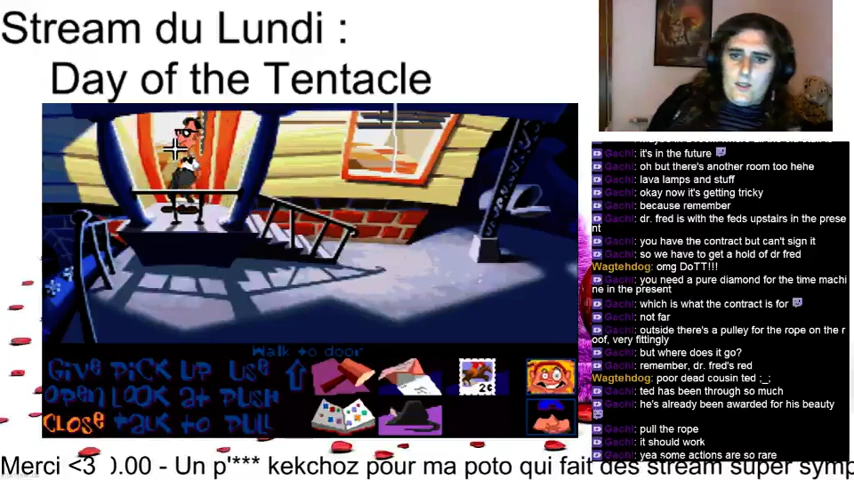 Stream du Lundi :
Day of the Tentacle
Gachi: it's in the future
Gachi: oh but there's another room too hehe
Gachi: lava lamps and stuff
Gachi: okay now it's getting tricky
Gachi: because remember
Gachi: dr. fred is with the feds upstairs in the prese
nt
Gachi: you have the contract but can't sign it
Gachi: so we have to get a hold of dr fred
Wagtehdog: omg DoTT!!!
Gachi: you need a pure diamond for the time machi
ne in the present
Gachi: which is what the contract is for
Gachi: not far
Gachi: outside there's a pulley for the rope on the r
oof, very fittingly
Gachi: but where does it go?
Gachi: remember, dr. fred's red
Wagtehdog: poor dead cousin ted ;_;
Gachi: ted has been through so much
Gachi: he's already been awarded for his beauty
Gachi: pull the rope
Gachi: it should work
Gachi: yea some actions are so rare
Walk to door
Give Pick up Use
Open Look at Push
Close Talk to Pull
2¢
Merci <3 0.00 - Un p'*** kekchoz pour ma poto qui fait des stream super symp